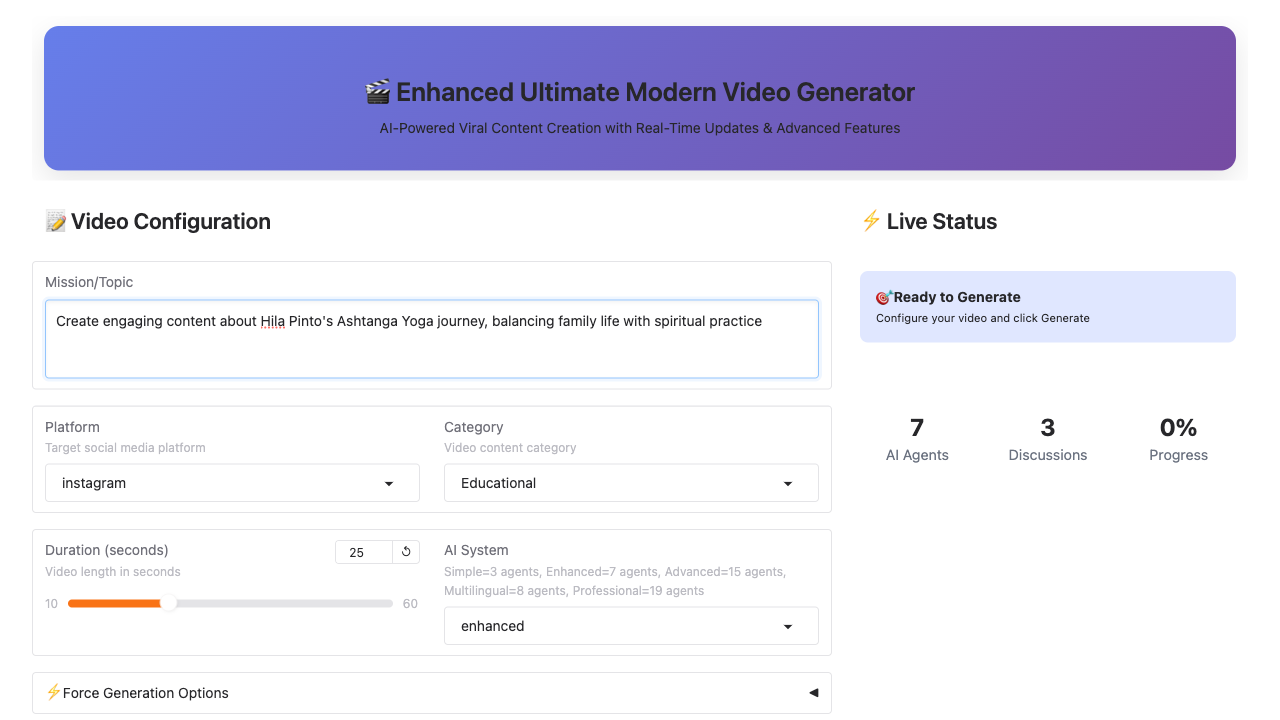 🎬 Enhanced Ultimate Modern Video Generator
AI-Powered Viral Content Creation with Real-Time Updates & Advanced Features
📝 Video Configuration
Mission/Topic
Create engaging content about Hila Pinto's Ashtanga Yoga journey, balancing family life with spiritual practice
Platform
Target social media platform
instagram
Category
Video content category
Educational
Duration (seconds)
25
Video length in seconds
10
60
AI System
Simple=3 agents, Enhanced=7 agents, Advanced=15 agents,
Multilingual=8 agents, Professional=19 agents
enhanced
⚡Force Generation Options
⚡ Live Status
🎯Ready to Generate
Configure your video and click Generate
7
AI Agents
3
Discussions
0%
Progress